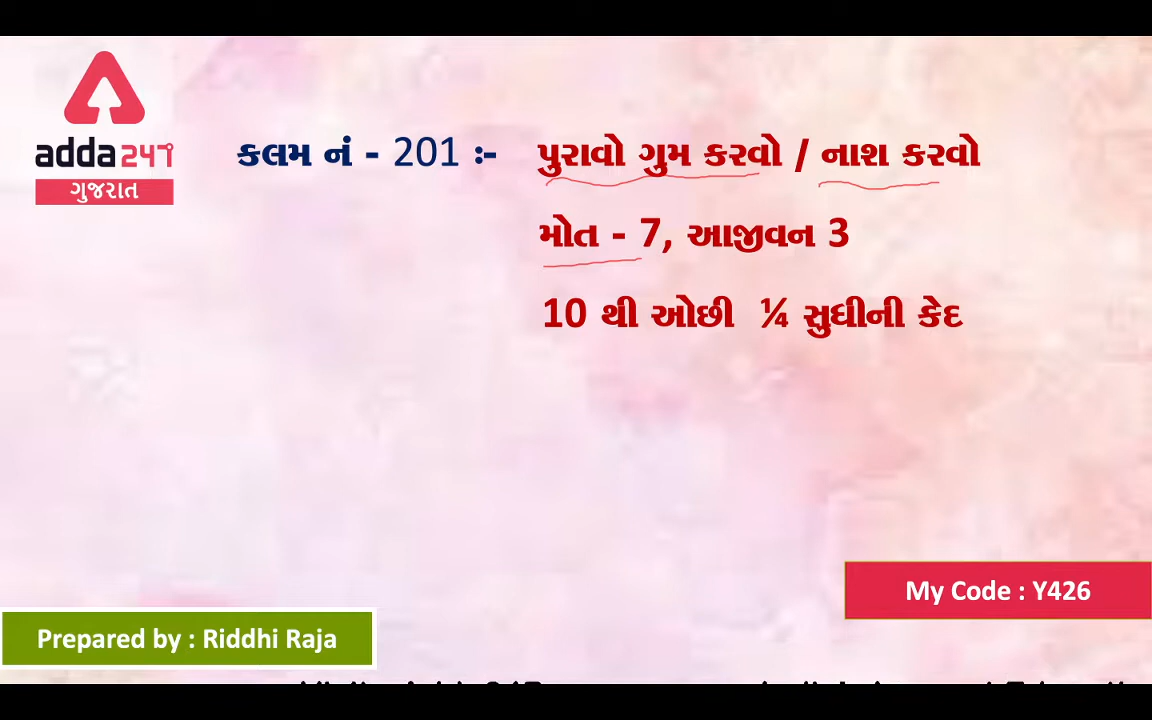 adda247
ગુજરાત
કલમ નં - 201 :- પુરાવો ગુમ કરવો / નાશ કરવો
મોત - 7, આજીવન 3
10 થી ઓછી ¼ સુધીની કેદ
My Code : Y426
Prepared by : Riddhi Raja